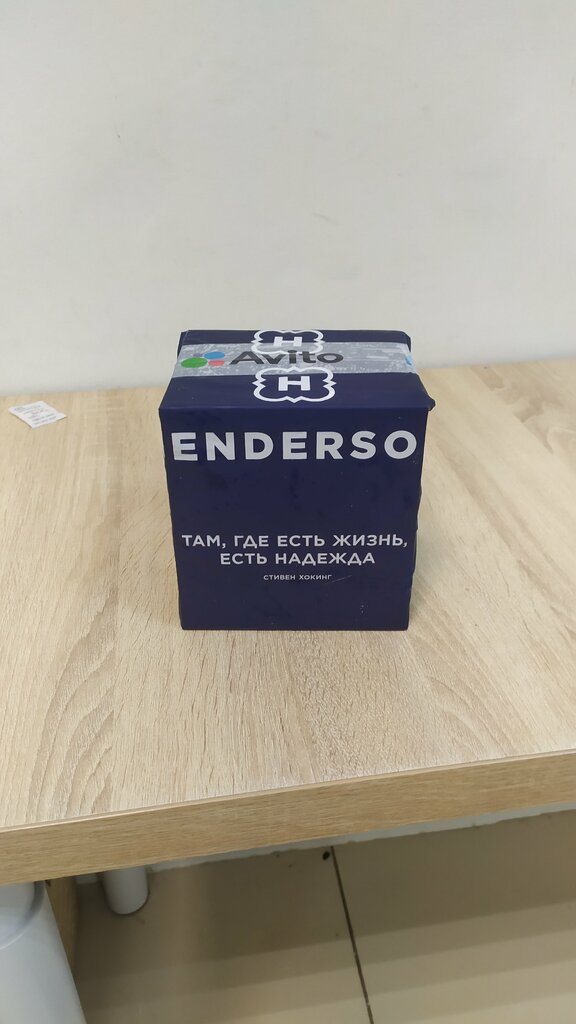 H
Avito
H
ENDERSO
ТАМ, ГДЕ ЕСТЬ ЖИЗНЬ,
ЕСТЬ НАДЕЖДА
СТИВЕН ХОКИНГ